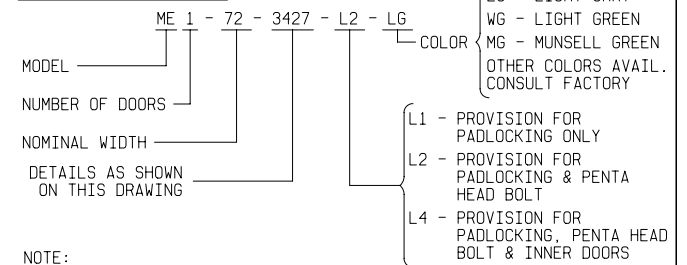 ME 1 - 72 - 3427 - L2 - LG
COLOR
WG - LIGHT GREEN
MG - MUNSELL GREEN
OTHER COLORS AVAIL.
CONSULT FACTORY
MODEL
NUMBER OF DOORS
NOMINAL WIDTH
DETAILS AS SHOWN
ON THIS DRAWING
L1 - PROVISION FOR
PADLOCKING ONLY
L2 - PROVISION FOR
PADLOCKING & PENTA
HEAD BOLT
L4 - PROVISION FOR
PADLOCKING, PENTA HEAD
BOLT & INNER DOORS
NOTE: